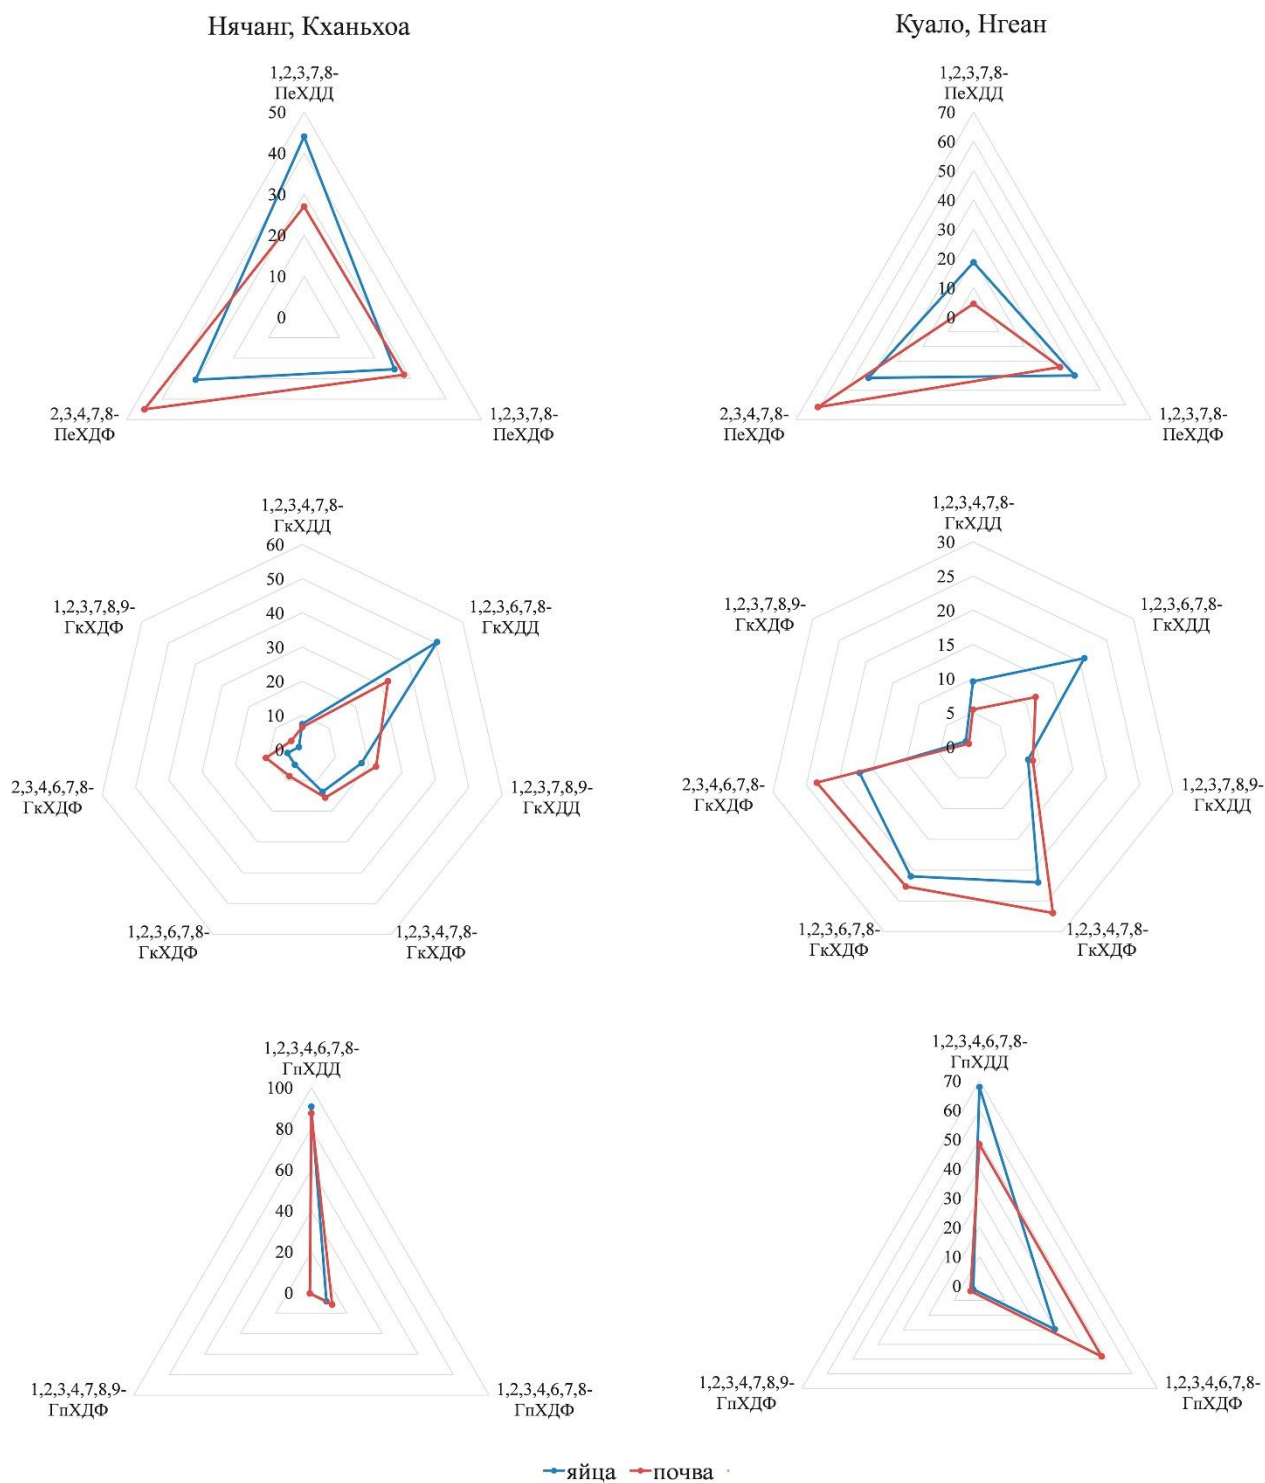 Нячанг, Кханьхоа
Куало, Нгеан
1,2,3,7,8-
ПеХДД
50
40
30
20
10
0
2,3,4,7,8-
ПеХДФ
1,2,3,7,8-
ПеХДФ
1,2,3,7,8-
ПеХДД
70
60
50
40
30
20
10
0
2,3,4,7,8-
ПеХДФ
1,2,3,7,8-
ПеХДФ
1,2,3,4,7,8-
ГкХДД
60
50
40
30
20
10
0
1,2,3,7,8,9-
ГкХДФ
1,2,3,6,7,8-
ГкХДД
2,3,4,6,7,8-
ГкХДФ
1,2,3,7,8,9-
ГкХДД
1,2,3,6,7,8-
ГкХДФ
1,2,3,4,7,8-
ГкХДФ
1,2,3,4,7,8-
ГкХДД
30
25
20
15
10
5
0
1,2,3,7,8,9-
ГкХДФ
1,2,3,6,7,8-
ГкХДД
2,3,4,6,7,8-
ГкХДФ
1,2,3,7,8,9-
ГкХДД
1,2,3,6,7,8-
ГкХДФ
1,2,3,4,7,8-
ГкХДФ
1,2,3,4,6,7,8-
ГпХДД
100
80
60
40
20
0
1,2,3,4,7,8,9-
ГпХДФ
1,2,3,4,6,7,8-
ГпХДФ
1,2,3,4,6,7,8-
ГпХДД
70
60
50
40
30
20
10
0
1,2,3,4,7,8,9-
ГпХДФ
1,2,3,4,6,7,8-
ГпХДФ
яйца почва